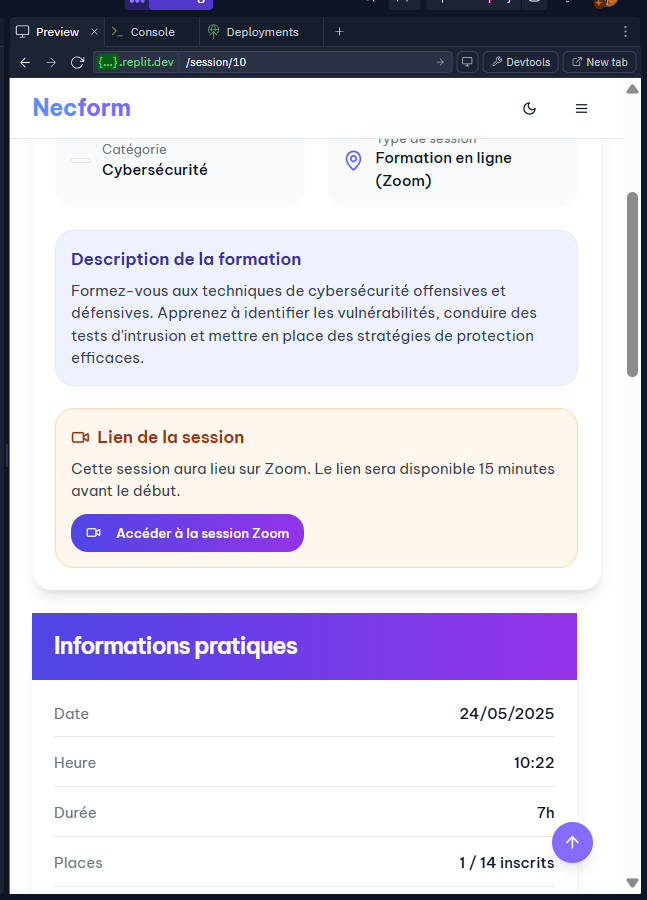 Preview
Console
Deployments
{...}.replit.dev
/session/10
Devtools
New tab
Necform
Catégorie
Cybersécurité
Type de session
Formation en ligne
(Zoom)
Description de la formation
Formez-vous aux techniques de cybersécurité offensives et
défensives. Apprenez à identifier les vulnérabilités, conduire des
tests d'intrusion et mettre en place des stratégies de protection
efficaces.
Lien de la session
Cette session aura lieu sur Zoom. Le lien sera disponible 15 minutes
avant le début.
Accéder à la session Zoom
Informations pratiques
Date 24/05/2025
Heure 10:22
Durée 7h
Places 1 / 14 inscrits